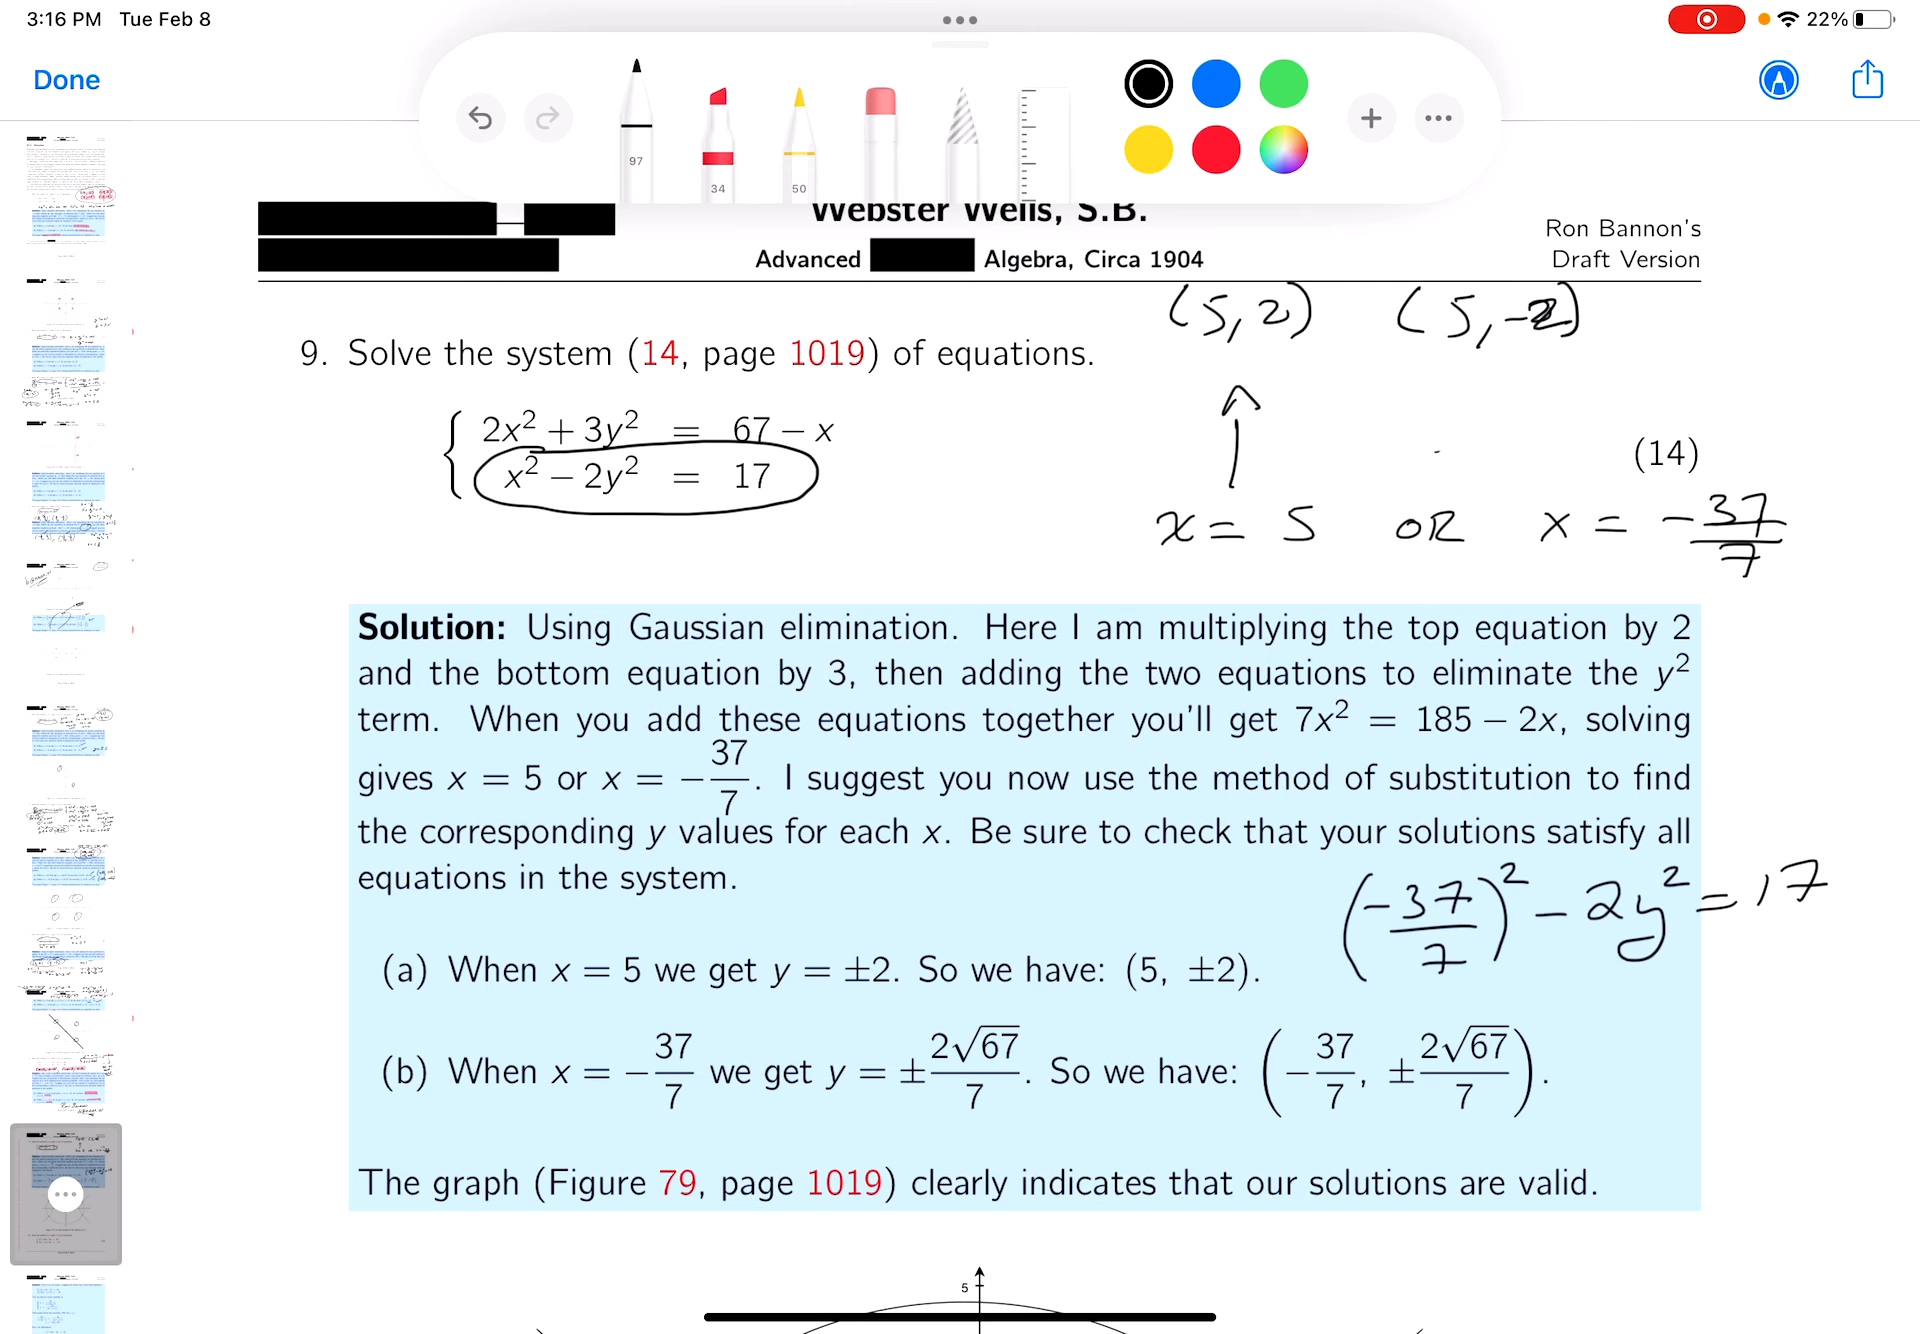 3:16 PM Tue Feb 8
22%
Done
97
34
50
Webster Wells, S.B.
Ron Bannon's
Advanced Algebra, Circa 1904
Draft Version
(5,2) (5,-2)
9. Solve the system (14, page 1019) of equations.
2x² + 3y² = 67 – x
x² – 2y² = 17
(14)
x = 5 OR x = -37/7
Solution: Using Gaussian elimination. Here I am multiplying the top equation by 2
and the bottom equation by 3, then adding the two equations to eliminate the y²
term. When you add these equations together you'll get 7x² = 185 – 2x, solving
gives x = 5 or x = –37/7. I suggest you now use the method of substitution to find
the corresponding y values for each x. Be sure to check that your solutions satisfy all
equations in the system.
(-37/7)² - 2y² = 17
(a) When x = 5 we get y = ±2. So we have: (5, ±2).
(b) When x = –37/7 we get y = ±2√67/7. So we have: (–37/7, ±2√67/7).
The graph (Figure 79, page 1019) clearly indicates that our solutions are valid.
5